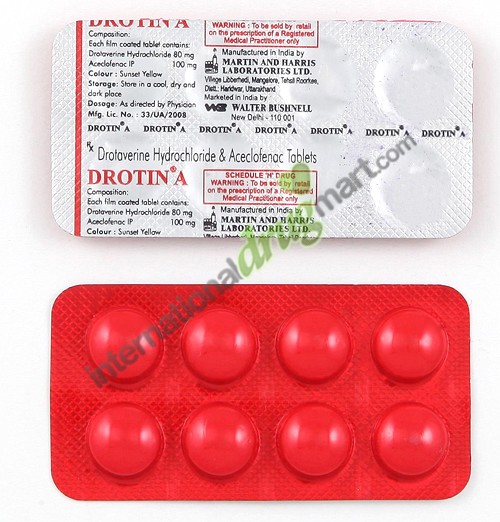 DROTIN®A
Composition:
Each film coated tablet contains:
Drotaverine Hydrochloride 80 mg
Aceclofenac IP 100 mg
Colour : Sunset Yellow
Storage: Store in a cool, dry and
dark place
Dosage: As directed by Physician
Mfg. Lic. No. : 33/UA/2008
WARNING : To be sold by retail
on the prescription of a Registered
Medical Practitioner only
Manufactured in India by
MARTIN AND HARRIS
LABORATORIES LTD.
Village Libberhedi, Mangalore, Tehsil Roorkee,
Distt.: Haridwar, Uttarakhand
Marketed in India by
WB WALTER BUSHNELL
New Delhi - 110 001
DROTIN®A DROTIN®A DROTIN®A DROTIN®A DROTIN®A DROTIN®A DROTIN®A
Rx Drotaverine Hydrochloride & Aceclofenac Tablets
DROTIN®A
Composition:
Each film coated tablet contains:
Drotaverine Hydrochloride 80 mg
Aceclofenac IP 100 mg
Colour : Sunset Yellow
SCHEDULE 'H' DRUG
WARNING : To be sold by retail
on the prescription of a Registered
Medical Practitioner only
Manufactured in India by
MARTIN AND HARRIS
LABORATORIES LTD.
internationaldrugmart.com